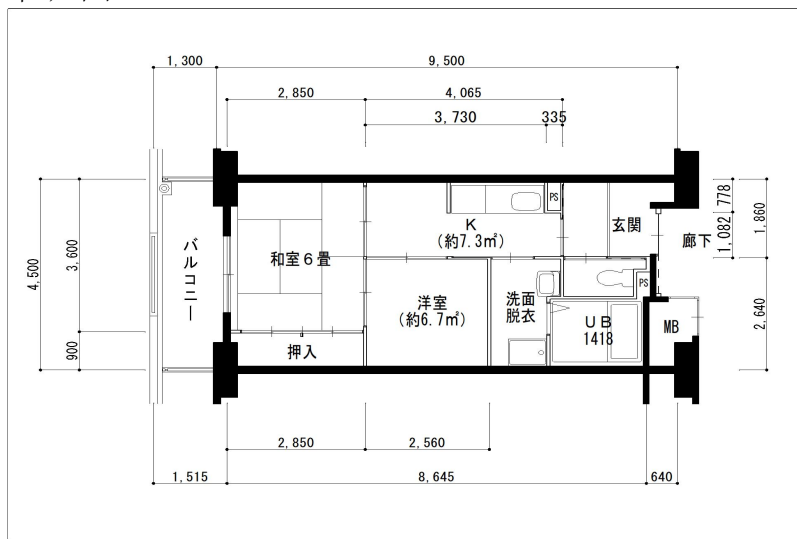 1,300
9,500
2,850
4,065
3,730
335
4,500
3,600
900
バルコニー
和室6畳
押入
K
(約7.3㎡)
PS
玄関
廊下
778
1,082
1,860
2,640
洋室
(約6.7㎡)
洗面
脱衣
PS
UB
1418
MB
2,850
2,560
1,515
8,645
640